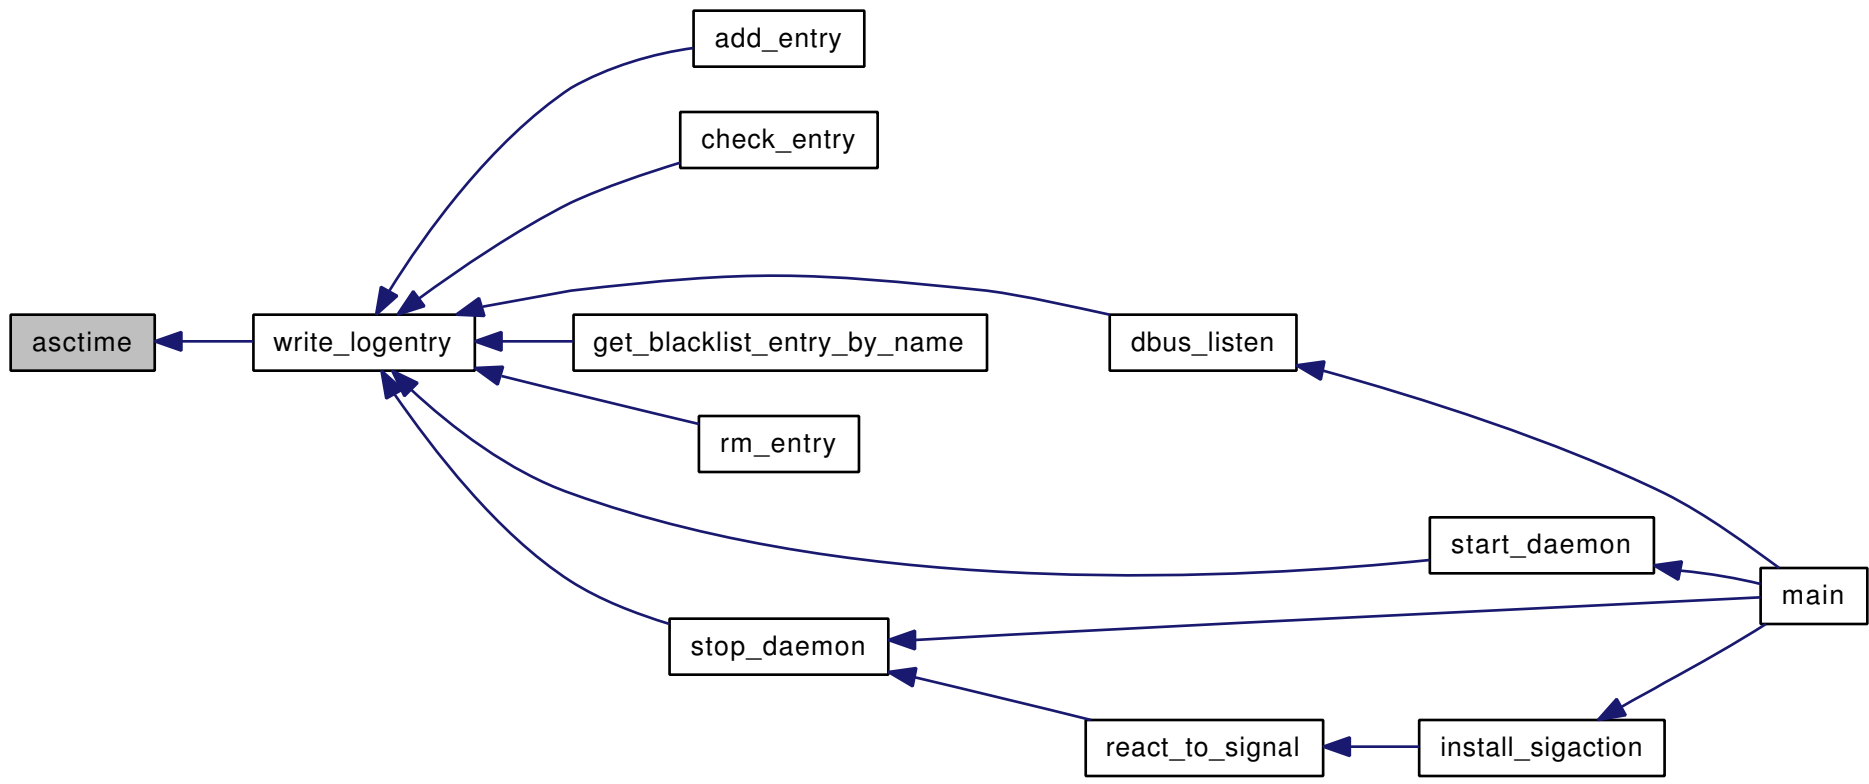 add_entry
check_entry
asctime
write_logentry
get_blacklist_entry_by_name
dbus_listen
rm_entry
start_daemon
main
stop_daemon
react_to_signal
install_sigaction